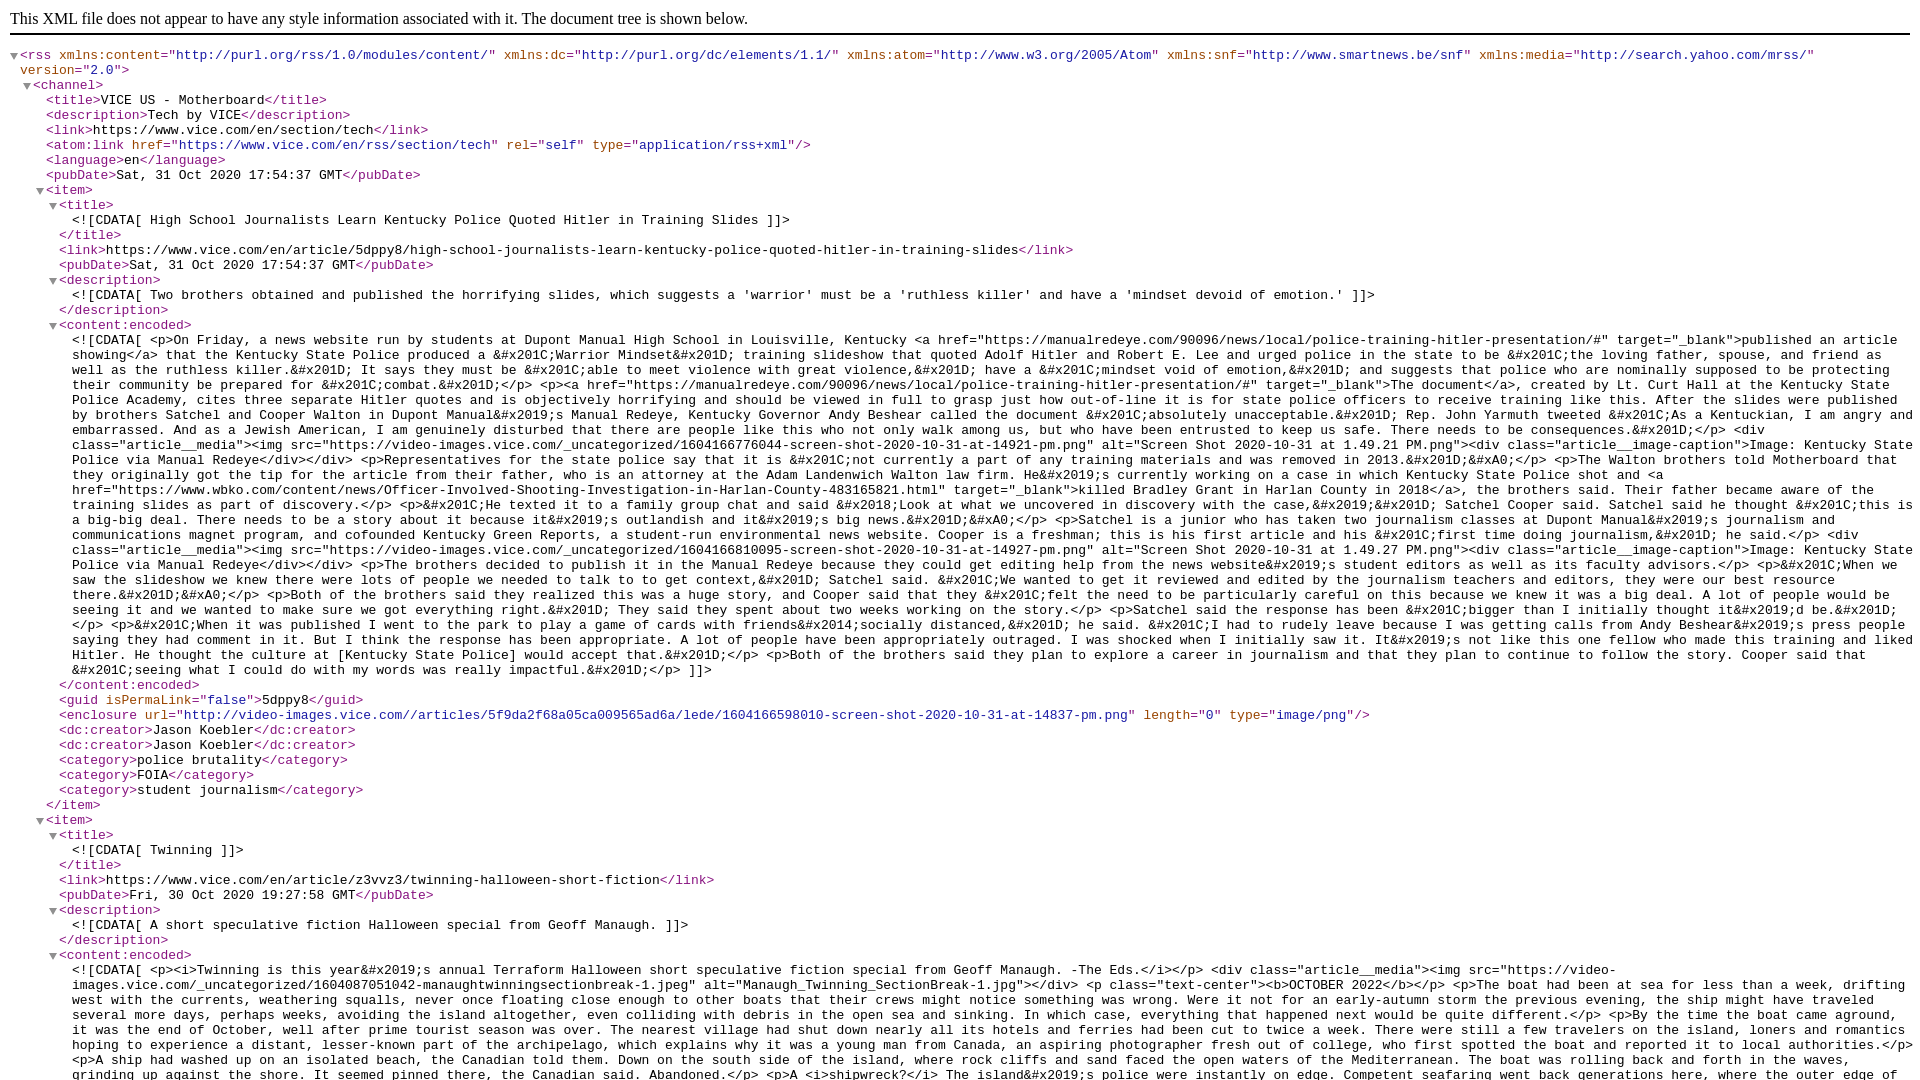 This XML file does not appear to have any style information associated with it. The document tree is shown below.
<rss xmlns:content="http://purl.org/rss/1.0/modules/content/" xmlns:dc="http://purl.org/dc/elements/1.1/" xmlns:atom="http://www.w3.org/2005/Atom" xmlns:snf="http://www.smartnews.be/snf" xmlns:media="http://search.yahoo.com/mrss/"
version="2.0">
<channel>
<title>VICE US - Motherboard</title>
<description>Tech by VICE</description>
<link>https://www.vice.com/en/section/tech</link>
<atom:link href="https://www.vice.com/en/rss/section/tech" rel="self" type="application/rss+xml"/>
<language>en</language>
<pubDate>Sat, 31 Oct 2020 17:54:37 GMT</pubDate>
<item>
<title>
<![CDATA[ High School Journalists Learn Kentucky Police Quoted Hitler in Training Slides ]]>
</title>
<link>https://www.vice.com/en/article/5dppy8/high-school-journalists-learn-kentucky-police-quoted-hitler-in-training-slides</link>
<pubDate>Sat, 31 Oct 2020 17:54:37 GMT</pubDate>
<description>
<![CDATA[ Two brothers obtained and published the horrifying slides, which suggests a 'warrior' must be a 'ruthless killer' and have a 'mindset devoid of emotion.' ]]>
</description>
<content:encoded>
<![CDATA[ <p>On Friday, a news website run by students at Dupont Manual High School in Louisville, Kentucky <a href="https://manualredeye.com/90096/news/local/police-training-hitler-presentation/#" target="_blank">published an article
showing</a> that the Kentucky State Police produced a &#x201C;Warrior Mindset&#x201D; training slideshow that quoted Adolf Hitler and Robert E. Lee and urged police in the state to be &#x201C;the loving father, spouse, and friend as
well as the ruthless killer.&#x201D; It says they must be &#x201C;able to meet violence with great violence,&#x201D; have a &#x201C;mindset void of emotion,&#x201D; and suggests that police who are nominally supposed to be protecting
their community be prepared for &#x201C;combat.&#x201D;</p> <p><a href="https://manualredeye.com/90096/news/local/police-training-hitler-presentation/#" target="_blank">The document</a>, created by Lt. Curt Hall at the Kentucky State
Police Academy, cites three separate Hitler quotes and is objectively horrifying and should be viewed in full to grasp just how out-of-line it is for state police officers to receive training like this. After the slides were published
by brothers Satchel and Cooper Walton in Dupont Manual&#x2019;s Manual Redeye, Kentucky Governor Andy Beshear called the document &#x201C;absolutely unacceptable.&#x201D; Rep. John Yarmuth tweeted &#x201C;As a Kentuckian, I am angry and
embarrassed. And as a Jewish American, I am genuinely disturbed that there are people like this who not only walk among us, but who have been entrusted to keep us safe. There needs to be consequences.&#x201D;</p> <div
class="article__media"><img src="https://video-images.vice.com/_uncategorized/1604166776044-screen-shot-2020-10-31-at-14921-pm.png" alt="Screen Shot 2020-10-31 at 1.49.21 PM.png"><div class="article__image-caption">Image: Kentucky State
Police via Manual Redeye</div></div> <p>Representatives for the state police say that it is &#x201C;not currently a part of any training materials and was removed in 2013.&#x201D;&#xA0;</p> <p>The Walton brothers told Motherboard that
they originally got the tip for the article from their father, who is an attorney at the Adam Landenwich Walton law firm. He&#x2019;s currently working on a case in which Kentucky State Police shot and <a
href="https://www.wbko.com/content/news/Officer-Involved-Shooting-Investigation-in-Harlan-County-483165821.html" target="_blank">killed Bradley Grant in Harlan County in 2018</a>, the brothers said. Their father became aware of the
training slides as part of discovery.</p> <p>&#x201C;He texted it to a family group chat and said &#x2018;Look at what we uncovered in discovery with the case,&#x2019;&#x201D; Satchel Cooper said. Satchel said he thought &#x201C;this is
a big-big deal. There needs to be a story about it because it&#x2019;s outlandish and it&#x2019;s big news.&#x201D;&#xA0;</p> <p>Satchel is a junior who has taken two journalism classes at Dupont Manual&#x2019;s journalism and
communications magnet program, and cofounded Kentucky Green Reports, a student-run environmental news website. Cooper is a freshman; this is his first article and his &#x201C;first time doing journalism,&#x201D; he said.</p> <div
class="article__media"><img src="https://video-images.vice.com/_uncategorized/1604166810095-screen-shot-2020-10-31-at-14927-pm.png" alt="Screen Shot 2020-10-31 at 1.49.27 PM.png"><div class="article__image-caption">Image: Kentucky State
Police via Manual Redeye</div></div> <p>The brothers decided to publish it in the Manual Redeye because they could get editing help from the news website&#x2019;s student editors as well as its faculty advisors.</p> <p>&#x201C;When we
saw the slideshow we knew there were lots of people we needed to talk to to get context,&#x201D; Satchel said. &#x201C;We wanted to get it reviewed and edited by the journalism teachers and editors, they were our best resource
there.&#x201D;&#xA0;</p> <p>Both of the brothers said they realized this was a huge story, and Cooper said that they &#x201C;felt the need to be particularly careful on this because we knew it was a big deal. A lot of people would be
seeing it and we wanted to make sure we got everything right.&#x201D; They said they spent about two weeks working on the story.</p> <p>Satchel said the response has been &#x201C;bigger than I initially thought it&#x2019;d be.&#x201D;
</p> <p>&#x201C;When it was published I went to the park to play a game of cards with friends&#x2014;socially distanced,&#x201D; he said. &#x201C;I had to rudely leave because I was getting calls from Andy Beshear&#x2019;s press people
saying they had comment in it. But I think the response has been appropriate. A lot of people have been appropriately outraged. I was shocked when I initially saw it. It&#x2019;s not like this one fellow who made this training and liked
Hitler. He thought the culture at [Kentucky State Police] would accept that.&#x201D;</p> <p>Both of the brothers said they plan to explore a career in journalism and that they plan to continue to follow the story. Cooper said that
&#x201C;seeing what I could do with my words was really impactful.&#x201D;</p> ]]>
</content:encoded>
<guid isPermaLink="false">5dppy8</guid>
<enclosure url="http://video-images.vice.com//articles/5f9da2f68a05ca009565ad6a/lede/1604166598010-screen-shot-2020-10-31-at-14837-pm.png" length="0" type="image/png"/>
<dc:creator>Jason Koebler</dc:creator>
<dc:creator>Jason Koebler</dc:creator>
<category>police brutality</category>
<category>FOIA</category>
<category>student journalism</category>
</item>
<item>
<title>
<![CDATA[ Twinning ]]>
</title>
<link>https://www.vice.com/en/article/z3vvz3/twinning-halloween-short-fiction</link>
<pubDate>Fri, 30 Oct 2020 19:27:58 GMT</pubDate>
<description>
<![CDATA[ A short speculative fiction Halloween special from Geoff Manaugh. ]]>
</description>
<content:encoded>
<![CDATA[ <p><i>Twinning is this year&#x2019;s annual Terraform Halloween short speculative fiction special from Geoff Manaugh. -The Eds.</i></p> <div class="article__media"><img src="https://video-
images.vice.com/_uncategorized/1604087051042-manaughtwinningsectionbreak-1.jpeg" alt="Manaugh_Twinning_SectionBreak-1.jpg"></div> <p class="text-center"><b>OCTOBER 2022</b></p> <p>The boat had been at sea for less than a week, drifting
west with the currents, weathering squalls, never once floating close enough to other boats that their crews might notice something was wrong. Were it not for an early-autumn storm the previous evening, the ship might have traveled
several more days, perhaps weeks, avoiding the island altogether, even colliding with debris in the open sea and sinking. In which case, everything that happened next would be quite different.</p> <p>By the time the boat came aground,
it was the end of October, well after prime tourist season was over. The nearest village had shut down nearly all its hotels and ferries had been cut to twice a week. There were still a few travelers on the island, loners and romantics
hoping to experience a distant, lesser-known part of the archipelago, which explains why it was a young man from Canada, an aspiring photographer fresh out of college, who first spotted the boat and reported it to local authorities.</p>
<p>A ship had washed up on an isolated beach, the Canadian told them. Down on the south side of the island, where rock cliffs and sand faced the open waters of the Mediterranean. The boat was rolling back and forth in the waves,
grinding up against the shore. It seemed pinned there, the Canadian said. Abandoned.</p> <p>A <i>shipwreck?</i> The island&#x2019;s police were instantly on edge. Competent seafaring went back generations here, where the outer edge of